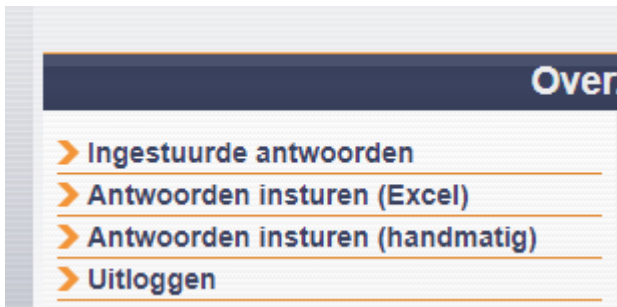 Over
Ingestuurde antwoorden
Antwoorden insturen (Excel)
Antwoorden insturen (handmatig)
Uitloggen